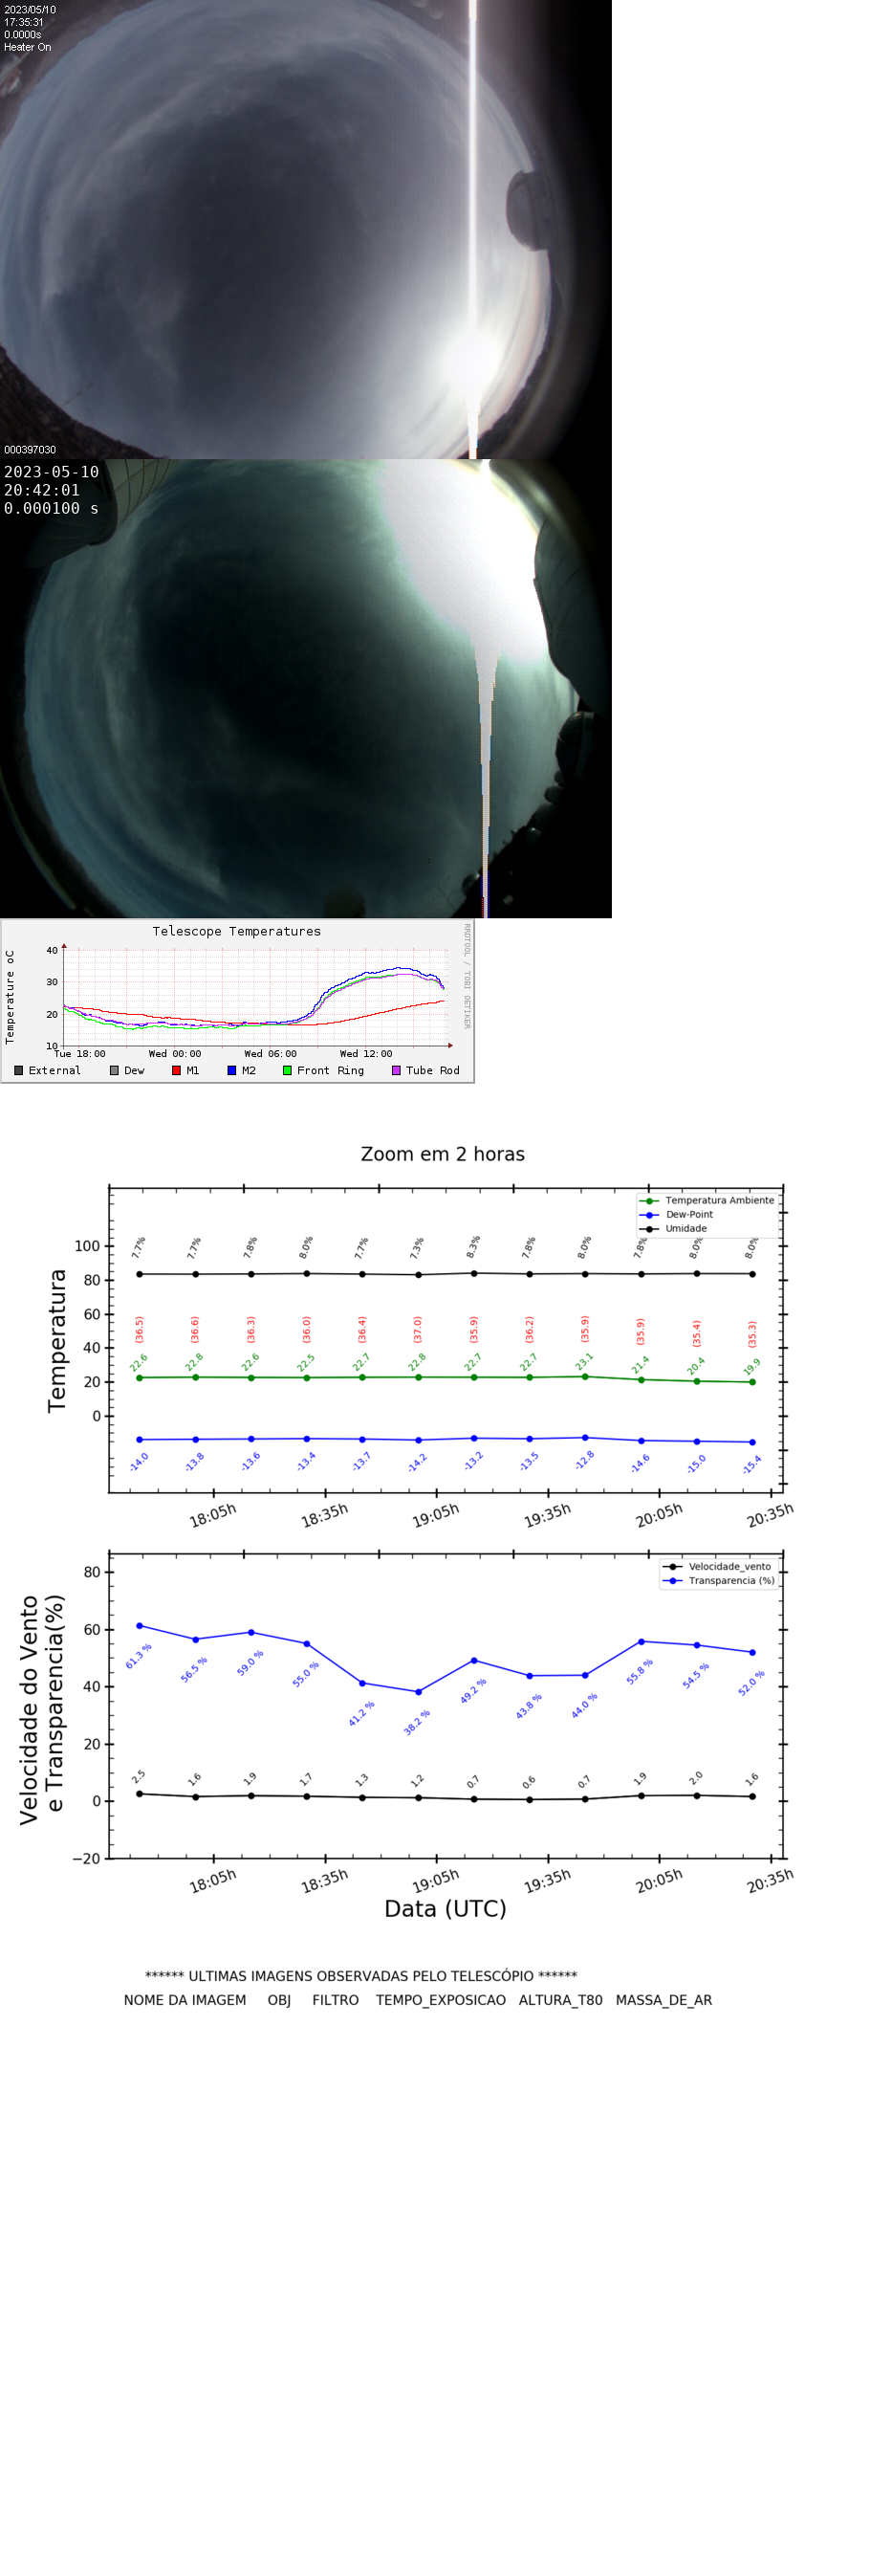 2023/05/10
17:35:31
0.0000s
Heater On
000397030
2023-05-10
20:42:01
0.000100 s
Telescope Temperatures
RRDTOOL / TOBI OETIKER
Temperature oC
40
30
20
10
Tue 18:00 Wed 00:00 Wed 06:00 Wed 12:00
External Dew M1 M2 Front Ring Tube Rod
Zoom em 2 horas
Temperatura Ambiente
Dew-Point
Umidade
Temperatura
100
80
60
40
20
0
7.7% 7.7% 7.8% 8.0% 7.7% 7.3% 8.3% 7.8% 8.0% 7.8% 8.0% 8.0%
(36.5) (36.6) (36.3) (36.0) (36.4) (37.0) (35.9) (36.2) (35.9) (35.9) (35.4) (35.3)
22.6 22.8 22.6 22.5 22.7 22.8 22.7 22.7 23.1 21.4 20.4 19.9
-14.0 -13.8 -13.6 -13.4 -13.7 -14.2 -13.2 -13.5 -12.8 -14.6 -15.0 -15.4
18:05h 18:35h 19:05h 19:35h 20:05h 20:35h
Velocidade_vento
Transparencia (%)
Velocidade do Vento
e Transparencia(%)
80
60
40
20
0
−20
61.3 % 56.5 % 59.0 % 55.0 % 41.2 % 38.2 % 49.2 % 43.8 % 44.0 % 55.8 % 54.5 % 52.0 %
2.5 1.6 1.9 1.7 1.3 1.2 0.7 0.6 0.7 1.9 2.0 1.6
18:05h 18:35h 19:05h 19:35h 20:05h 20:35h
Data (UTC)
****** ULTIMAS IMAGENS OBSERVADAS PELO TELESCÓPIO ******
NOME DA IMAGEM OBJ FILTRO TEMPO_EXPOSICAO ALTURA_T80 MASSA_DE_AR